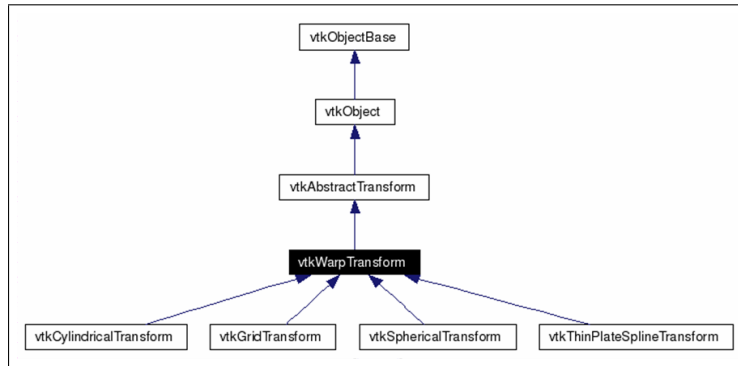 vtkObjectBase
vtkObject
vtkAbstractTransform
vtkWarpTransform
vtkCylindricalTransform
vtkGridTransform
vtkSphericalTransform
vtkThinPlateSplineTransform